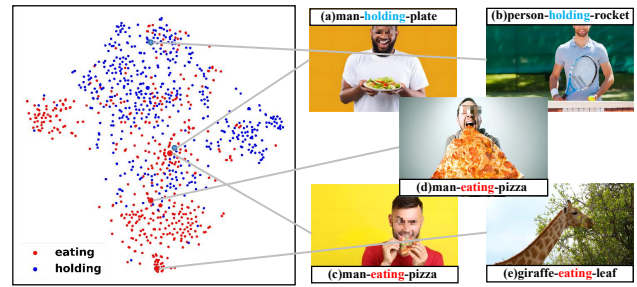 (a)man-holding-plate
(b)person-holding-rocket
(d)man-eating-pizza
eating
holding
(c)man-eating-pizza
(e)giraffe-eating-leaf